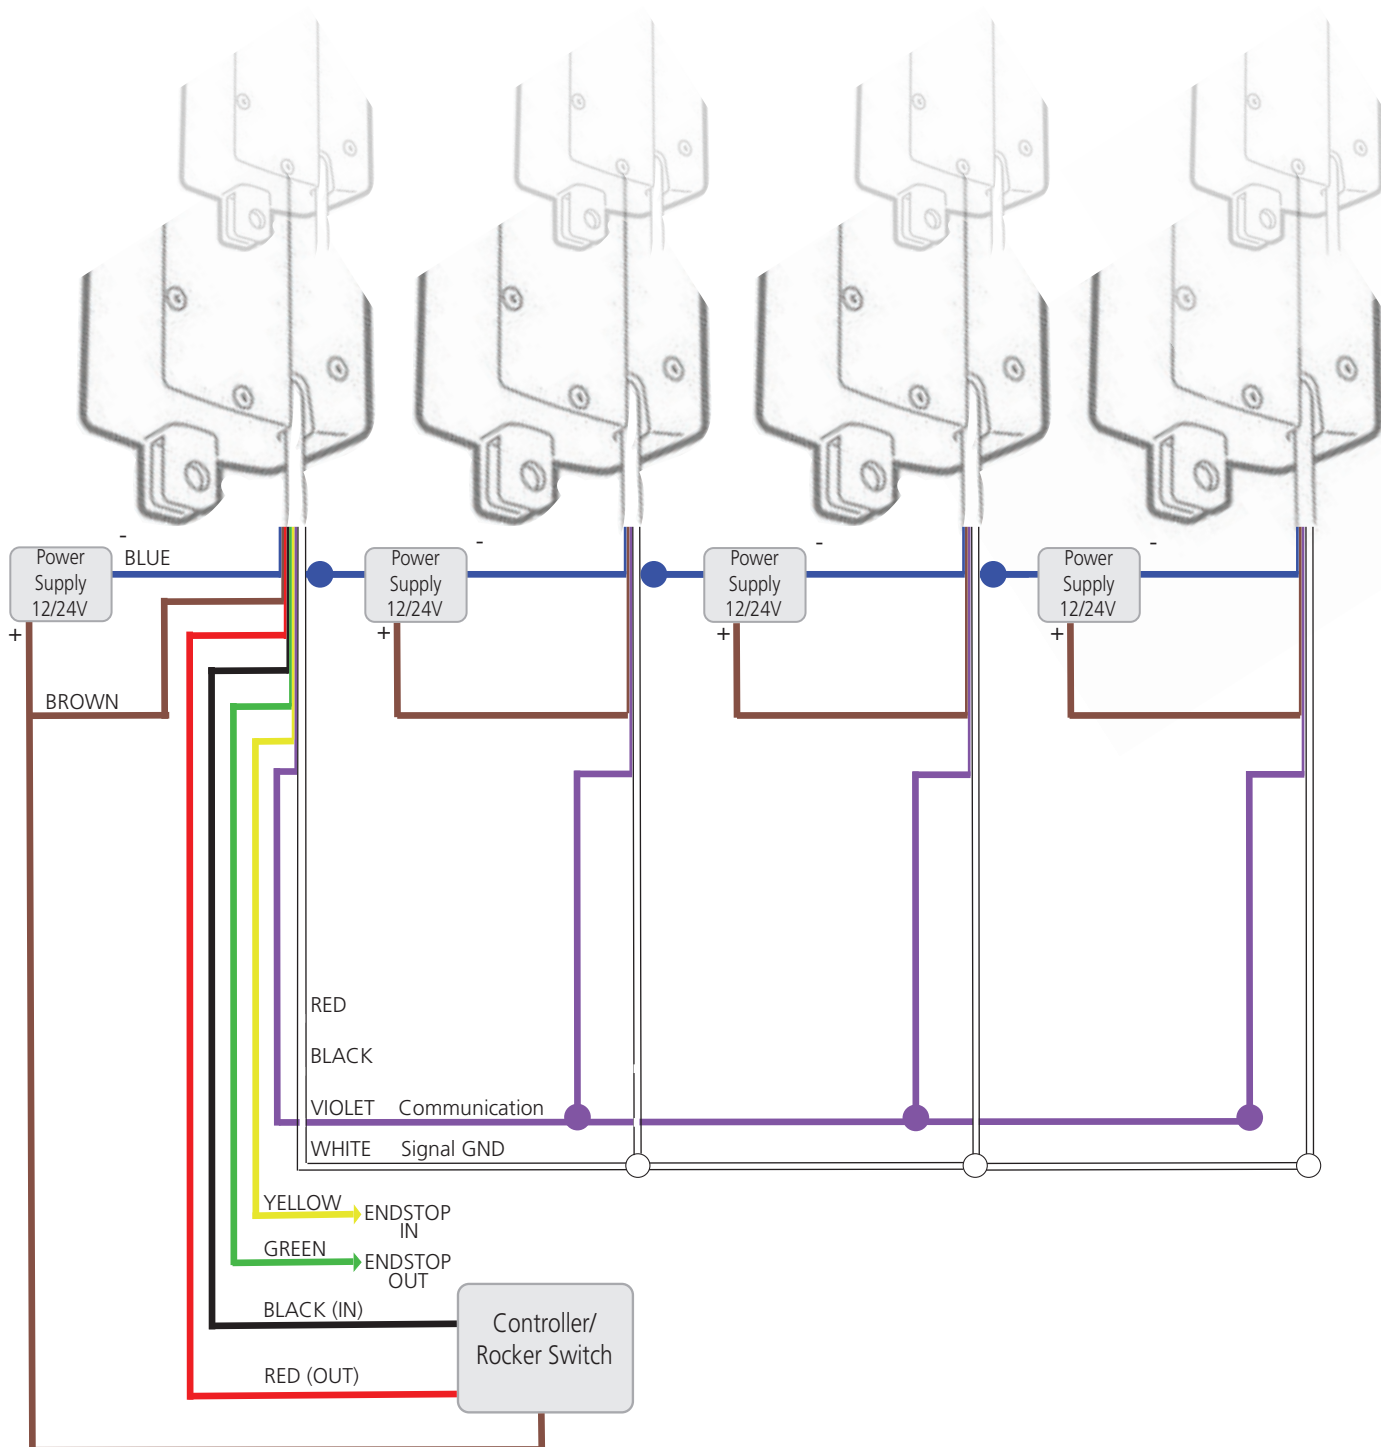 -
-
-
-
BLUE
Power
Supply
12/24V
Power
Supply
12/24V
Power
Supply
12/24V
Power
Supply
12/24V
+
+
+
+
BROWN
RED
BLACK
VIOLET Communication
WHITE Signal GND
YELLOW
ENDSTOP
IN
GREEN
ENDSTOP
OUT
BLACK (IN)
Controller/
Rocker Switch
RED (OUT)